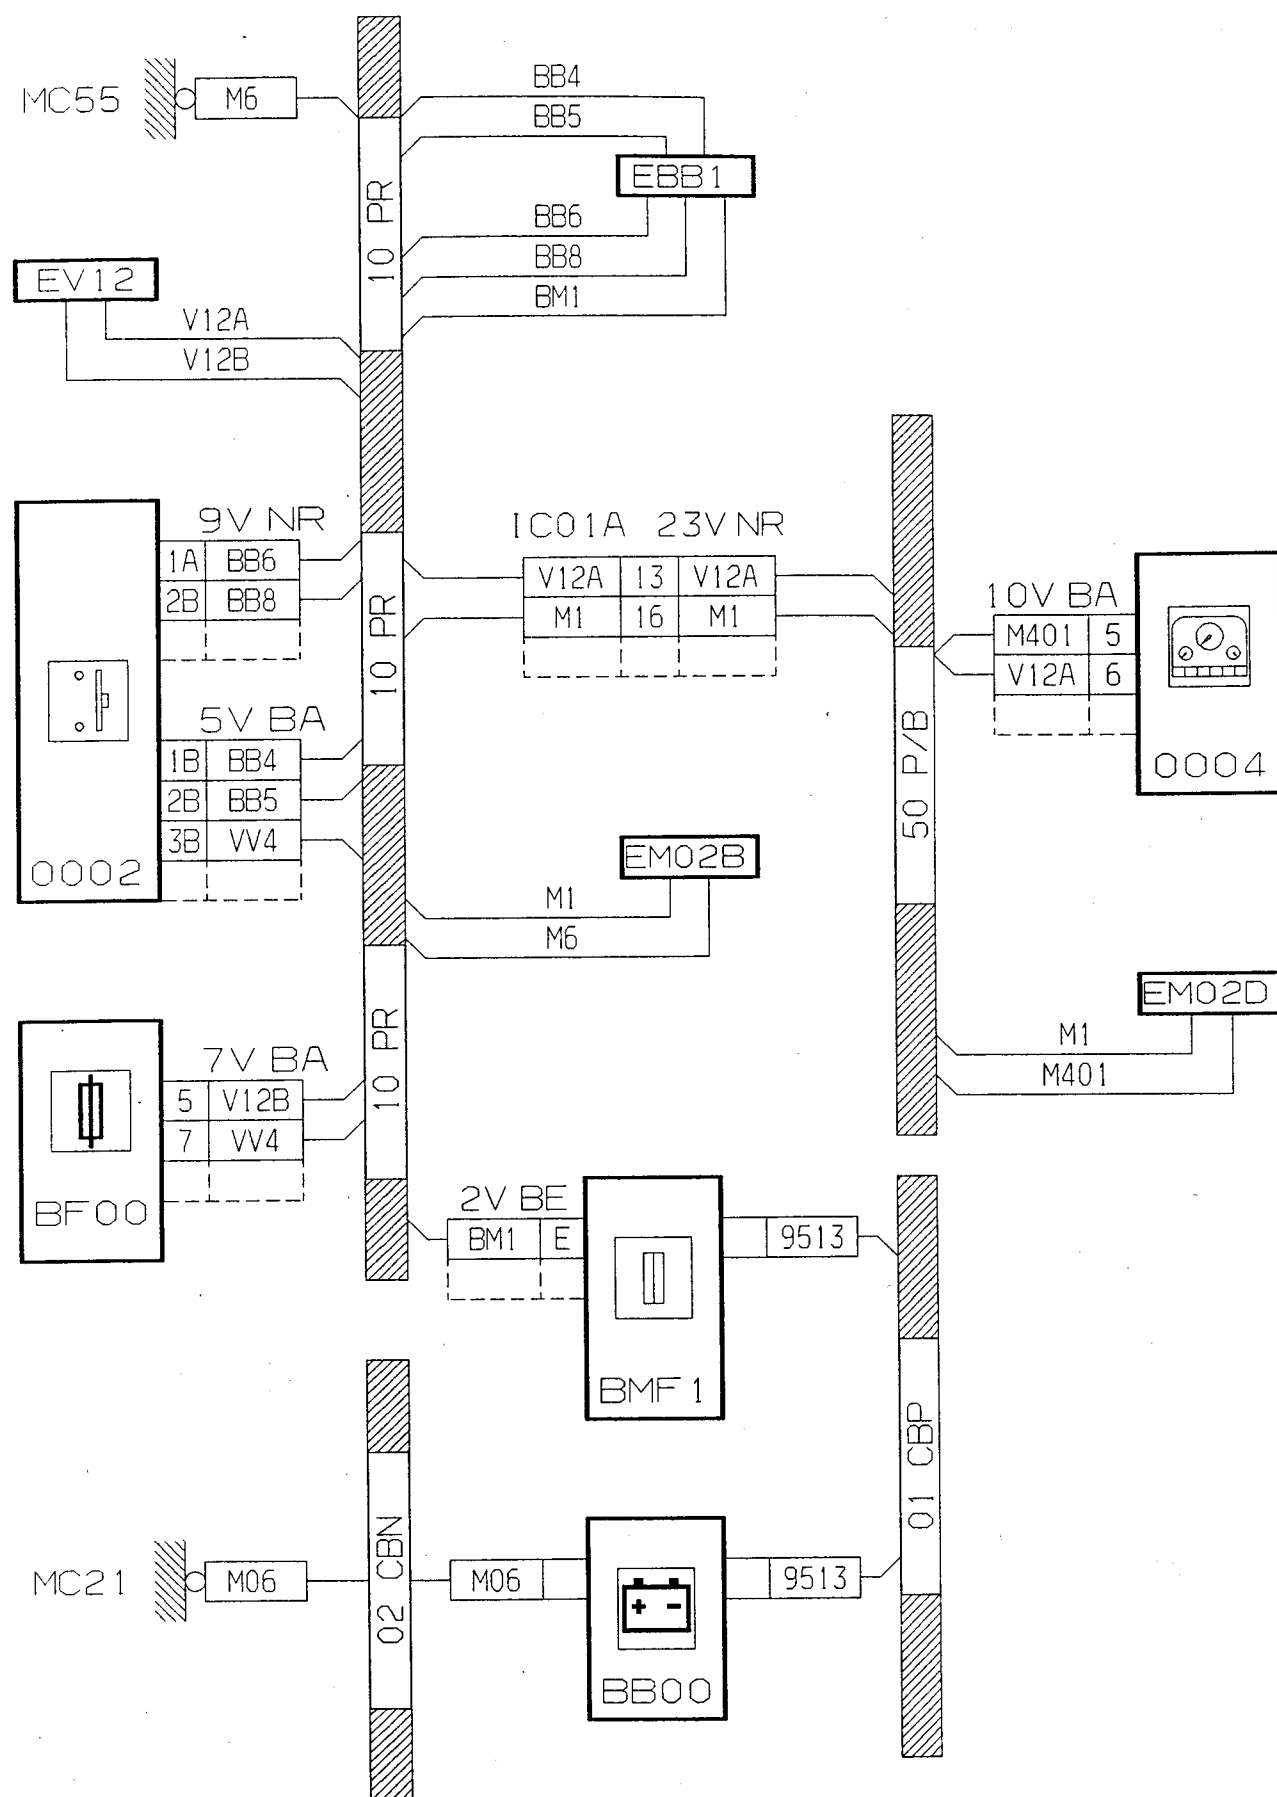 MC55 M6
BB4
BB5
EBB1
10 PR
BB6
BB8
BM1
EV12
V12A
V12B
9V NR
1A BB6
2B BB8
5V BA
1B BB4
2B BB5
3B VV4
0002
10 PR
IC01A 23V NR
V12A 13 V12A
M1 16 M1
10V BA
M401 5
V12A 6
0004
50 P/B
EM02B
M1
M6
EM02D
M1
M401
10 PR
7V BA
5 V12B
7 VV4
BF00
2V BE
BM1 E
9513
BMF1
01 CBP
02 CBN
MC21 M06
M06
9513
BB00